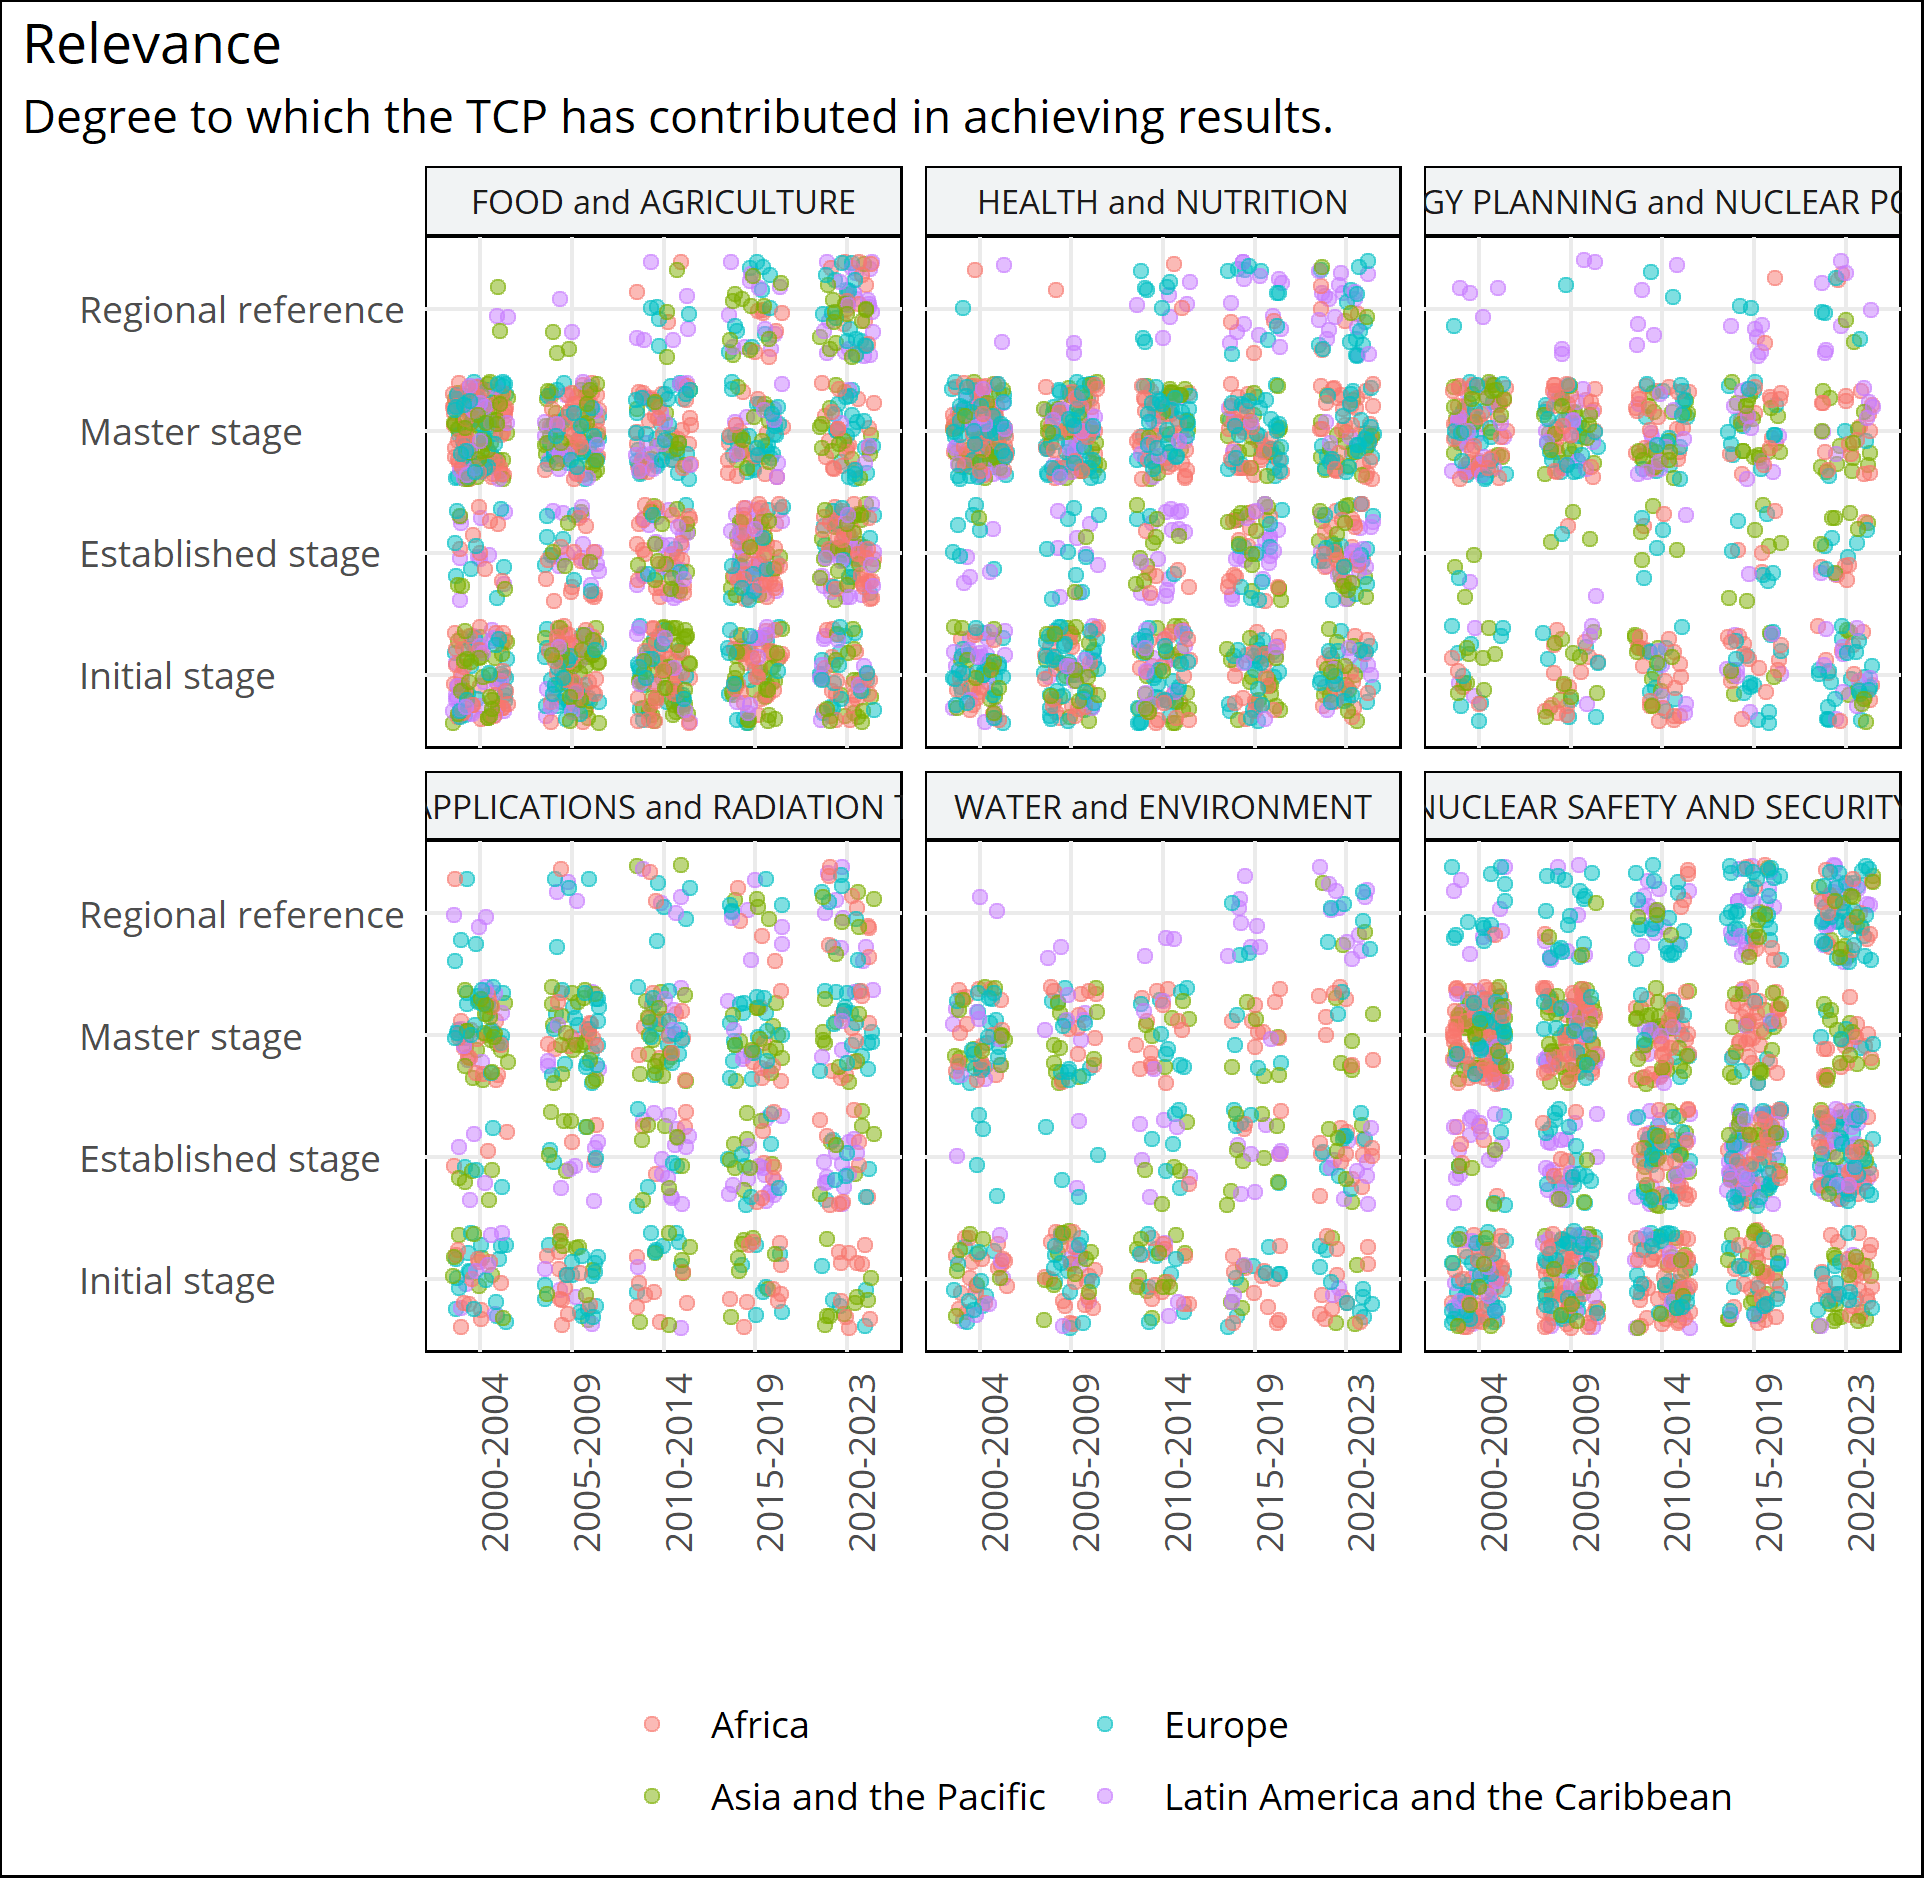 Relevance
Degree to which the TCP has contributed in achieving results.
FOOD and AGRICULTURE
HEALTH and NUTRITION
GY PLANNING and NUCLEAR PO
Regional reference
Master stage
Established stage
Initial stage
APPLICATIONS and RADIATION T
WATER and ENVIRONMENT
NUCLEAR SAFETY AND SECURITY
Regional reference
Master stage
Established stage
Initial stage
2000-2004
2005-2009
2010-2014
2015-2019
2020-2023
2000-2004
2005-2009
2010-2014
2015-2019
2020-2023
2000-2004
2005-2009
2010-2014
2015-2019
2020-2023
Africa
Europe
Asia and the Pacific
Latin America and the Caribbean